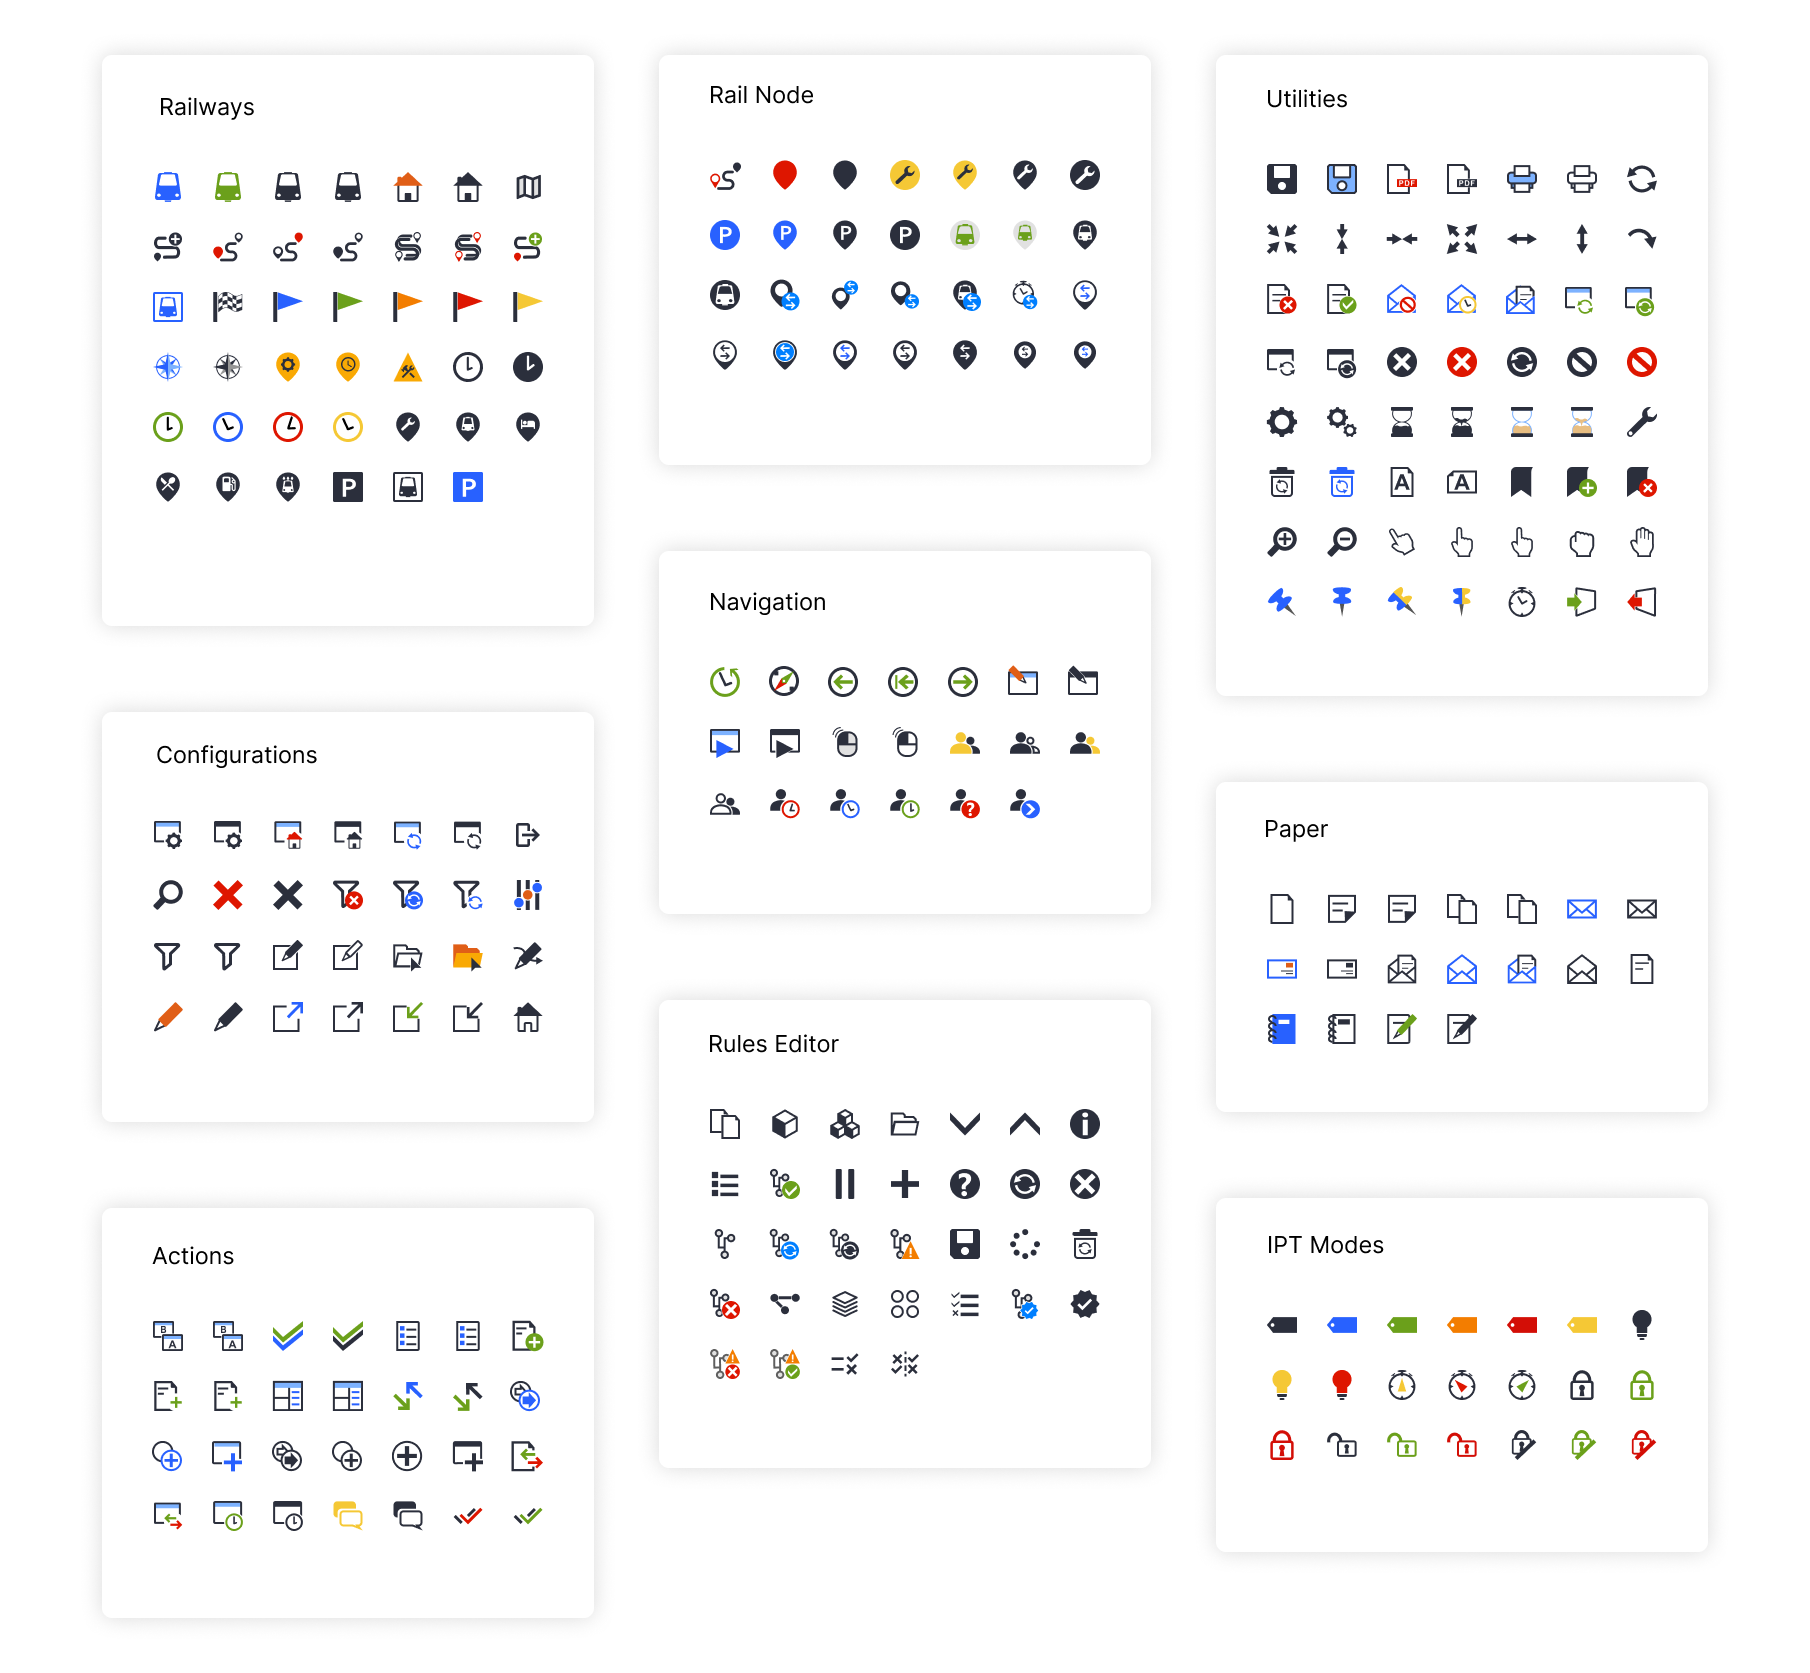 Railways
P
P
Rail Node
P
P
P
P
Utilities
PDF
PDF
A
A
Navigation
Configurations
Paper
Rules Editor
Actions
B
A
B
A
IPT Modes